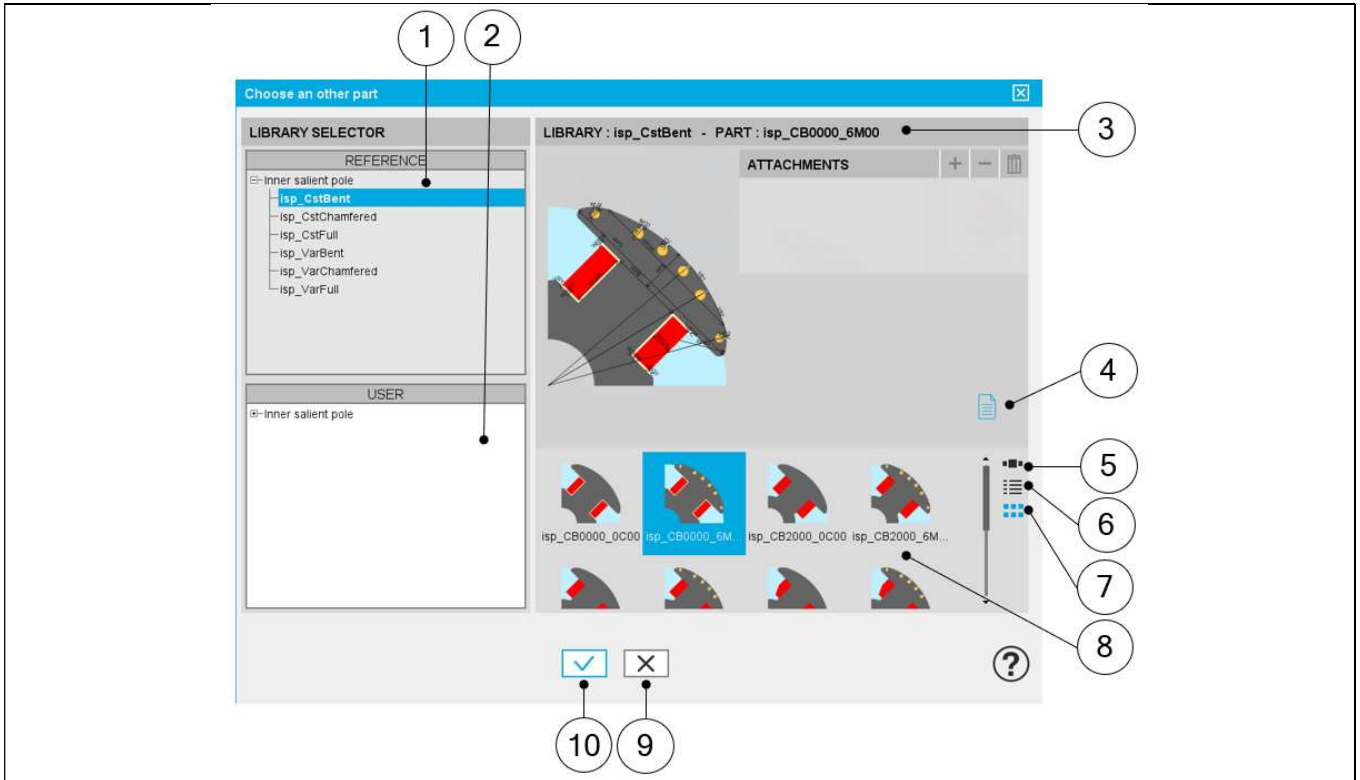 1
2
Choose an other part
LIBRARY SELECTOR
LIBRARY : isp_CstBent - PART : isp_CB0000_6M00
3
REFERENCE
ATTACHMENTS
Inner salient pole
isp_CstBent
1
isp_CstChamfered
isp_CstFull
isp_VarBent
isp_VarChamfered
isp_VarFull
4
USER
Inner salient pole
5
6
isp_CB0000_0C00 isp_CB0000_6M... isp_CB2000_0C00 isp_CB2000_6M...
7
8
?
10
9